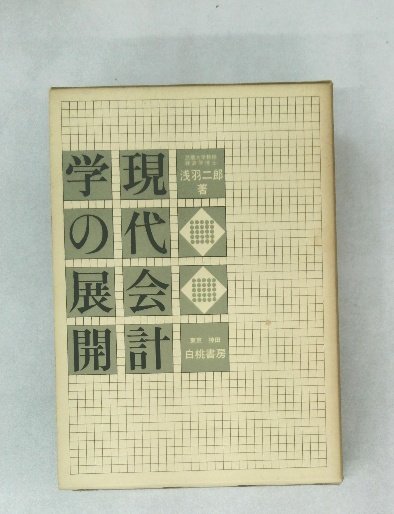 現代会計
学の展開
浅羽二郎
著
東京 神田
白桃書房